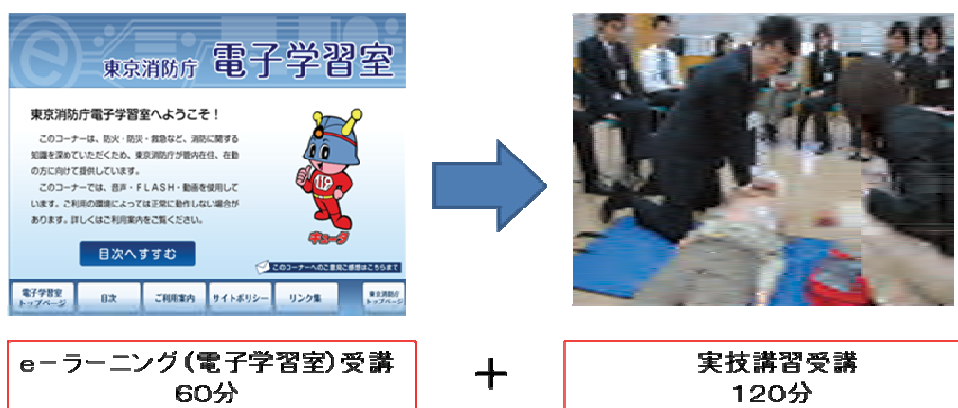 東京消防庁 電子学習室
東京消防庁電子学習室へようこそ！
このコーナーは、防火・防災・救急など、消防に関する
知識を深めていただくため、東京消防庁が管内在住、在勤
の方に向けて提供しています。
このコーナーでは、音声・FLASH・動画を使用して
います。ご利用の環境によっては正常に動作しない場合が
あります。詳しくはご利用案内をご覧ください。
119
キュータ
目次へすすむ
このコーナーへのご意見ご感想はこちらまで
電子学習室
トップページ
目次
ご利用案内
サイトポリシー
リンク集
東京消防庁
トップページ
e－ラーニング（電子学習室）受講
60分
＋
実技講習受講
120分